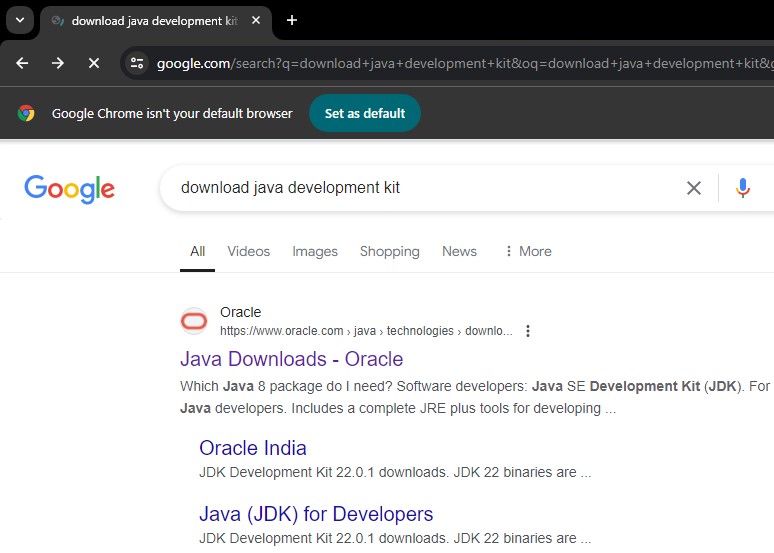 download java development kit
google.com/search?q=download+java+development+kit&oq=download+java+development+kit&
Google Chrome isn't your default browser Set as default
Google download java development kit
All Videos Images Shopping News More
Oracle
https://www.oracle.com › java › technologies › downlo...
Java Downloads - Oracle
Which Java 8 package do I need? Software developers: Java SE Development Kit (JDK). For
Java developers. Includes a complete JRE plus tools for developing ...
Oracle India
JDK Development Kit 22.0.1 downloads. JDK 22 binaries are ...
Java (JDK) for Developers
JDK Development Kit 22.0.1 downloads. JDK 22 binaries are ...